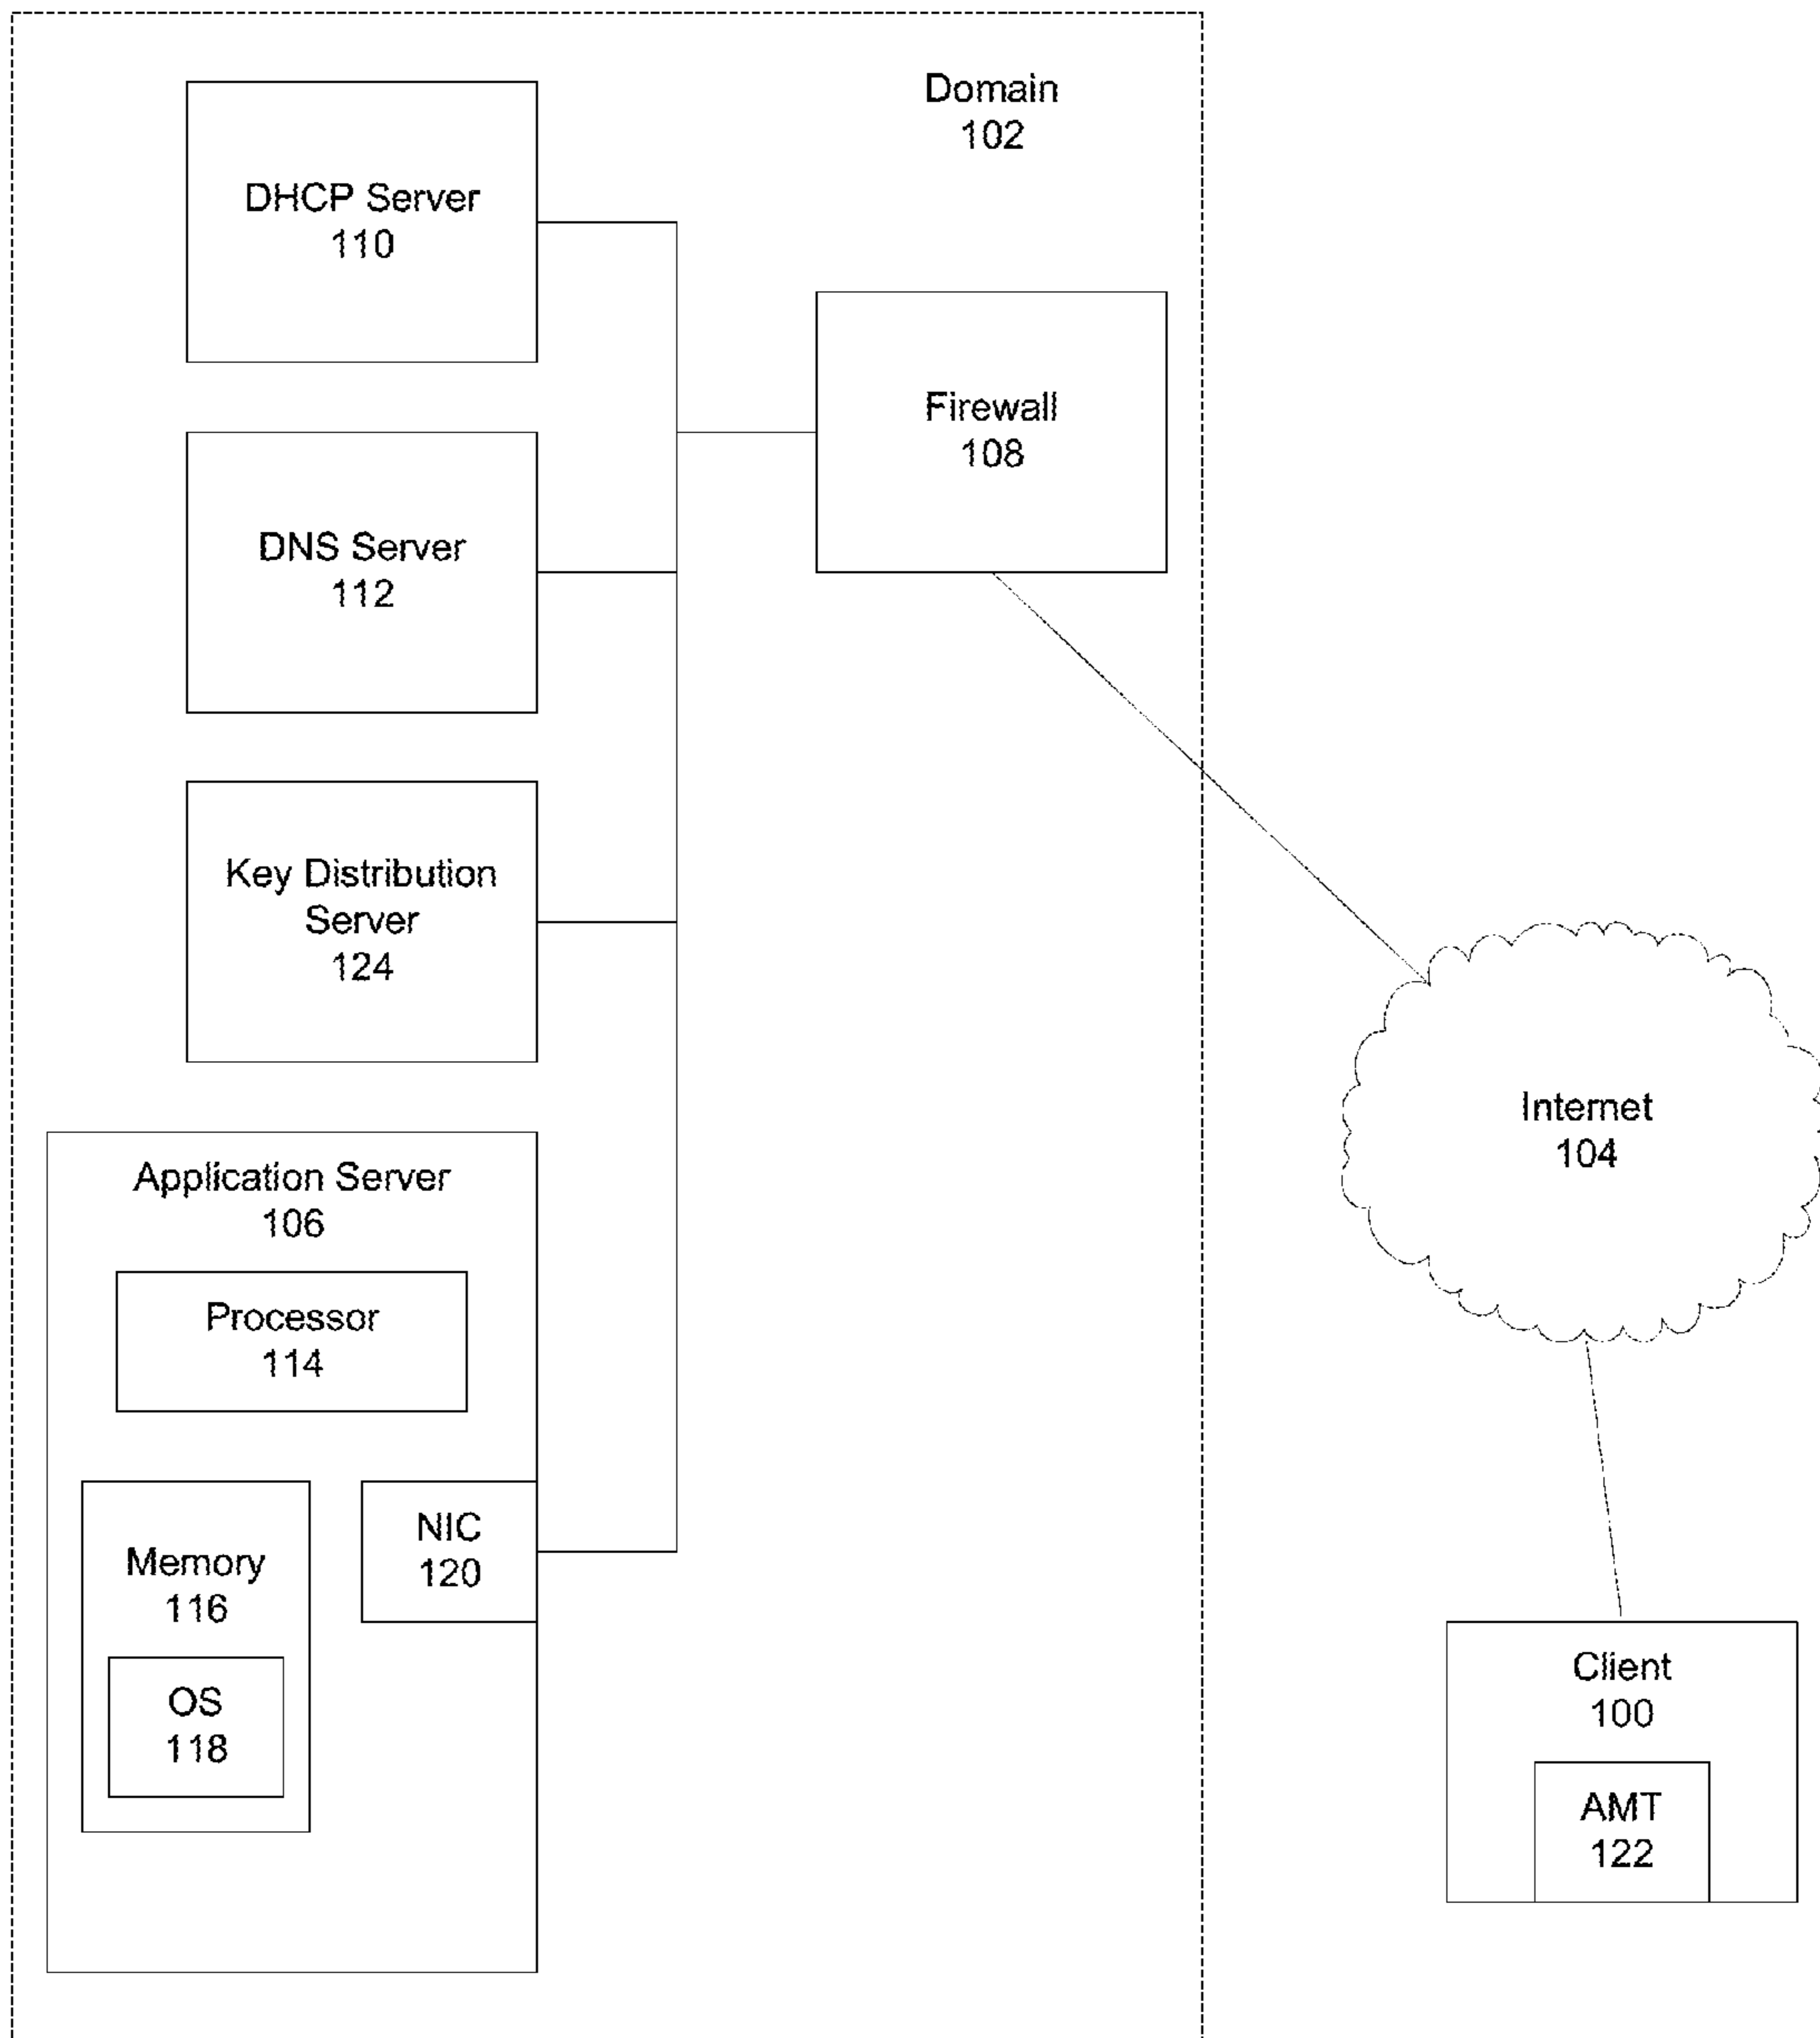 Domain
102
DHCP Server
110
Firewall
108
DNS Server
112
Key Distribution
Server
124
Internet
104
Application Server
106
Processor
114
NIC
120
Memory
116
OS
118
Client
100
AMT
122